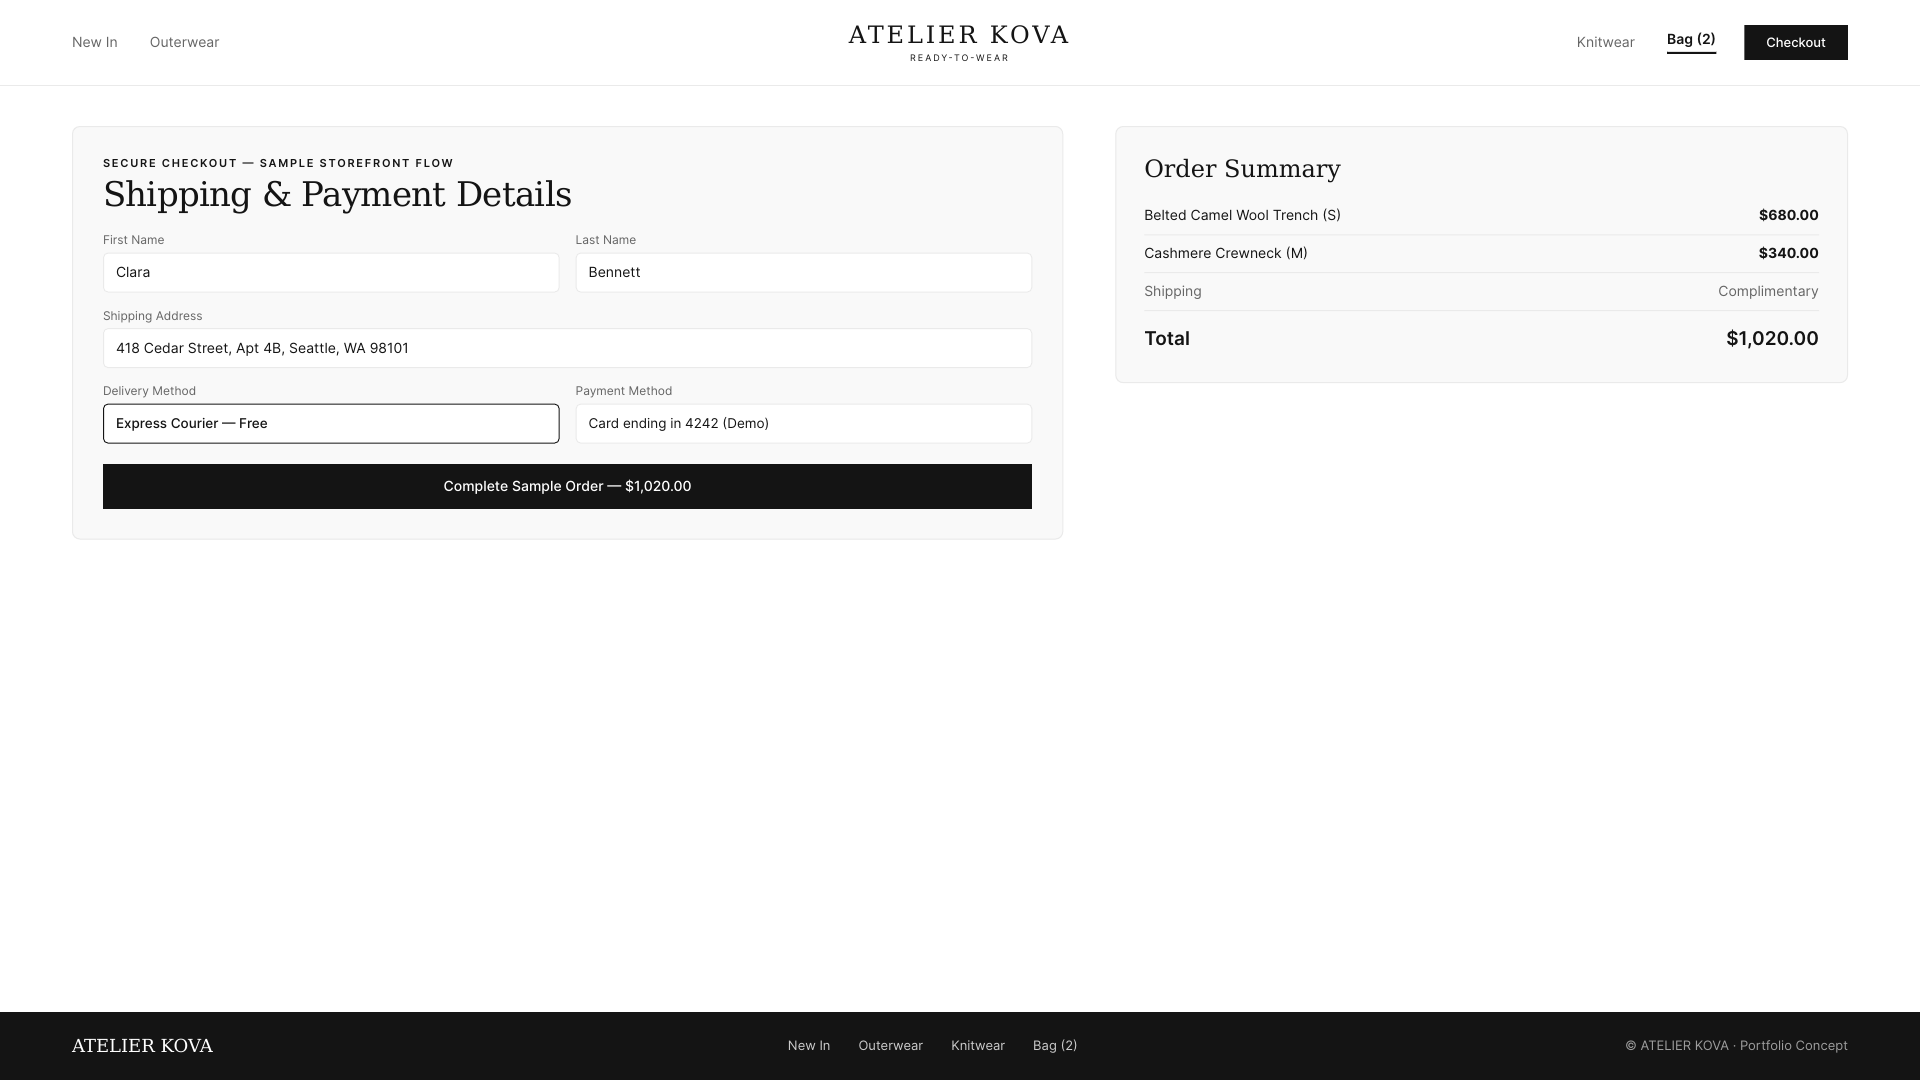 New In
Outerwear
ATELIER KOVA
READY-TO-WEAR
Knitwear
Bag (2)
Checkout
SECURE CHECKOUT — SAMPLE STOREFRONT FLOW
Shipping & Payment Details
First Name
Last Name
Clara
Bennett
Shipping Address
418 Cedar Street, Apt 4B, Seattle, WA 98101
Delivery Method
Payment Method
Express Courier — Free
Card ending in 4242 (Demo)
Complete Sample Order — $1,020.00
Order Summary
Belted Camel Wool Trench (S) $680.00
Cashmere Crewneck (M) $340.00
Shipping Complimentary
Total $1,020.00
ATELIER KOVA
New In
Outerwear
Knitwear
Bag (2)
© ATELIER KOVA · Portfolio Concept